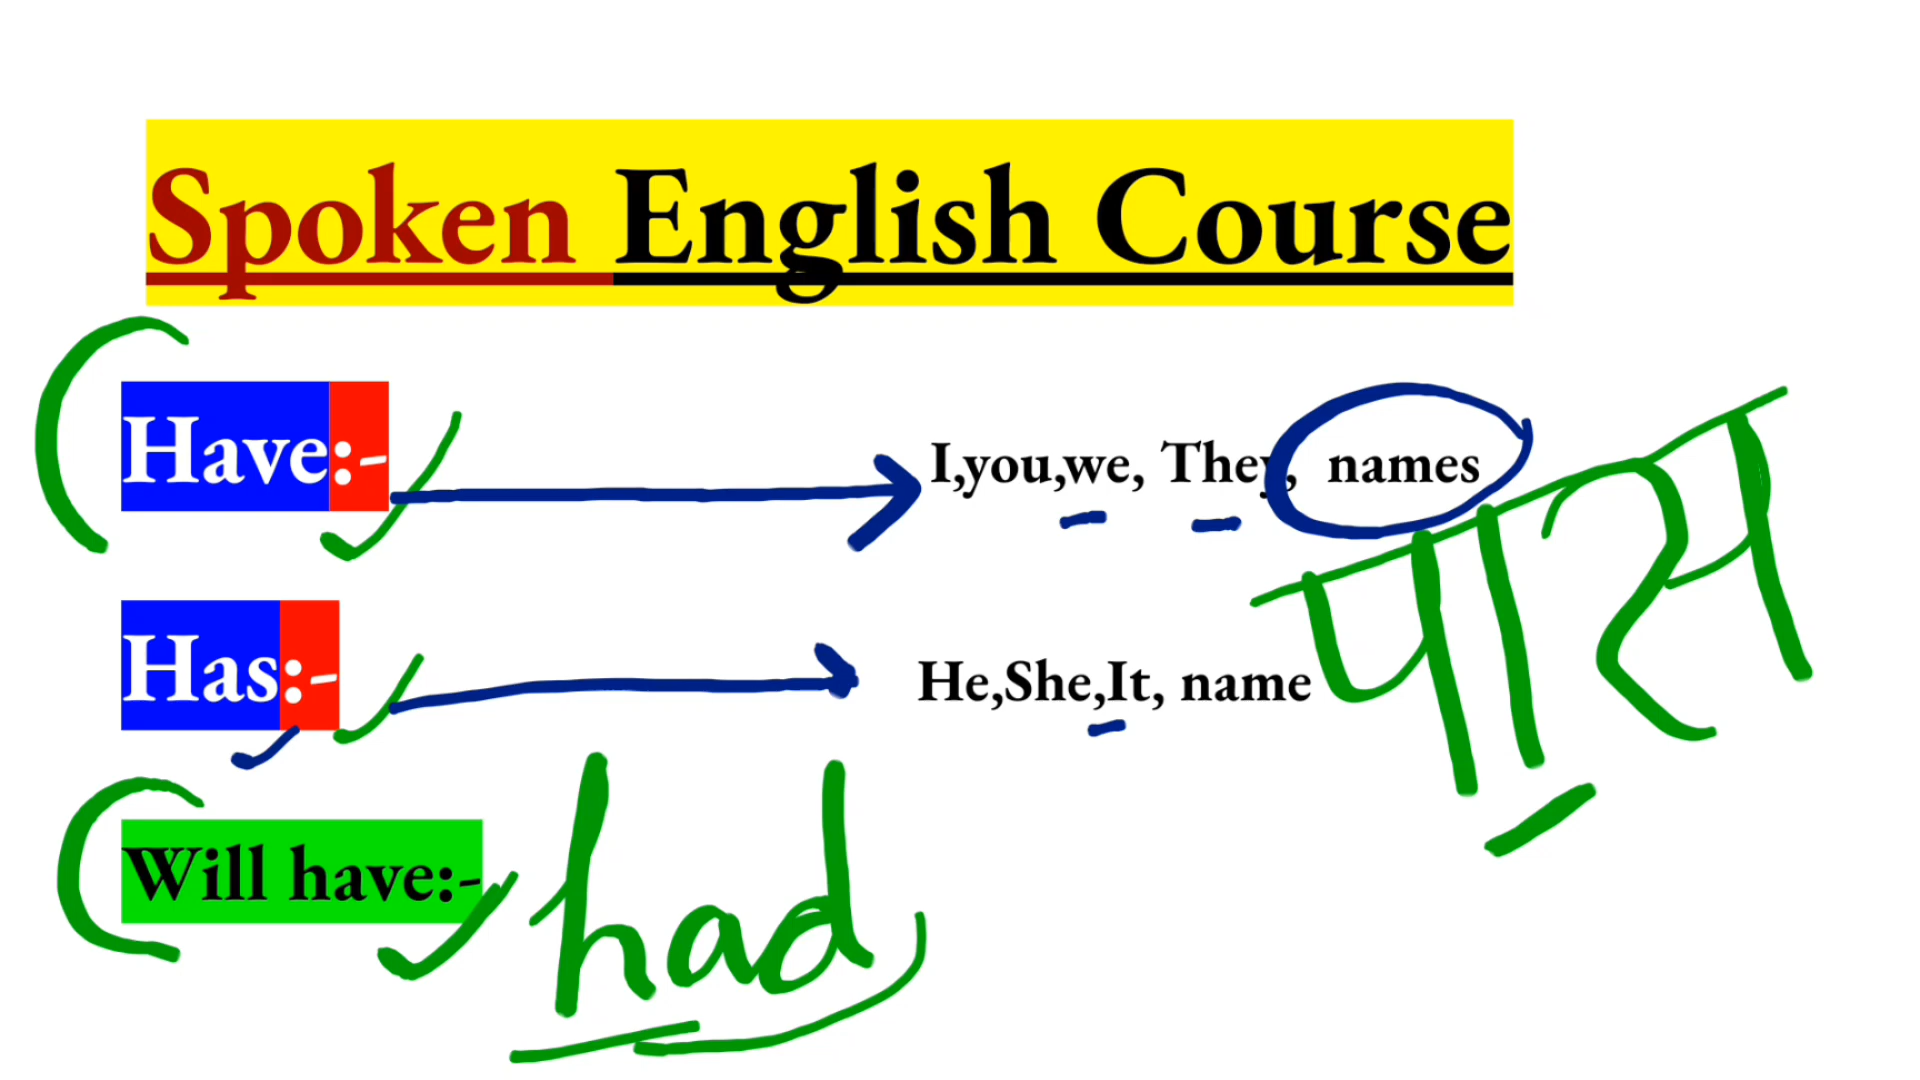 Spoken English Course
Have:- I,you,we, They, names
पास
Has:- He,She,It, name
Will have:- had